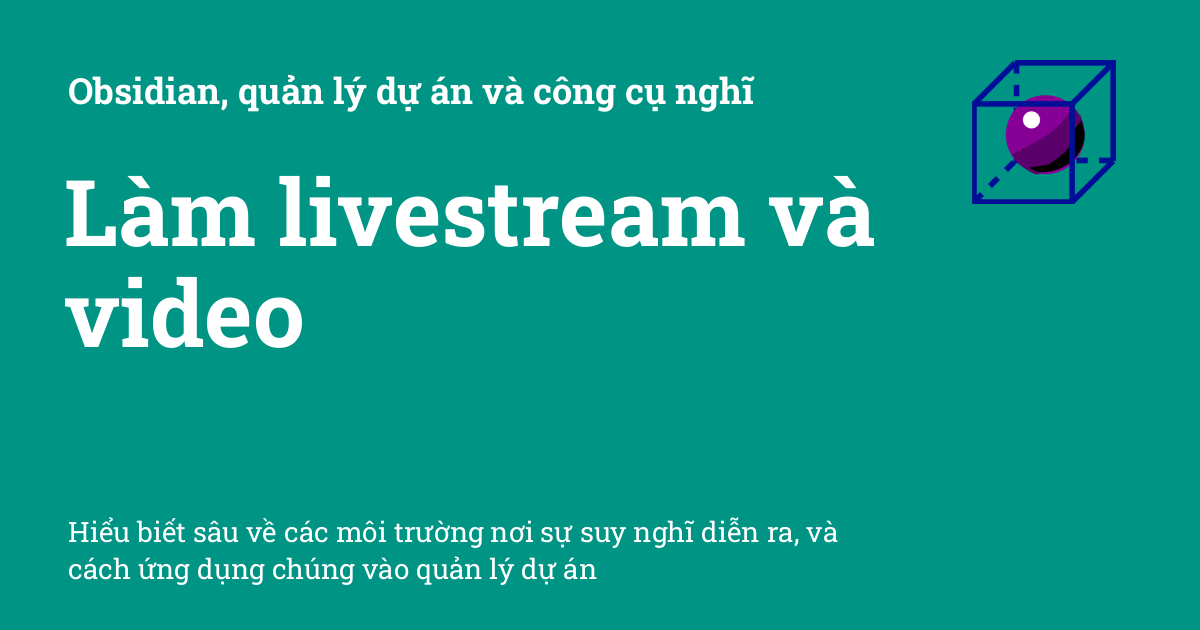 Obsidian, quản lý dự án và công cụ nghĩ
Làm livestream và
video
Hiểu biết sâu về các môi trường nơi sự suy nghĩ diễn ra, và
cách ứng dụng chúng vào quản lý dự án